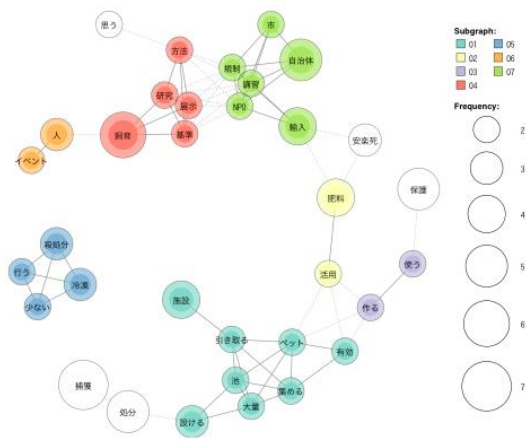 市
思う
方法
規制
自治体
講習
研究
展示
NPO
輸入
人
飼育
基準
安楽死
イベント
肥料
保護
殺処分
行う
冷凍
少ない
使う
活用
施設
作る
引き取る
ペット
有効
池
集める
捕獲
大量
処分
設ける
Subgraph:
01
05
02
06
03
07
04
Frequency:
2
3
4
5
6
7